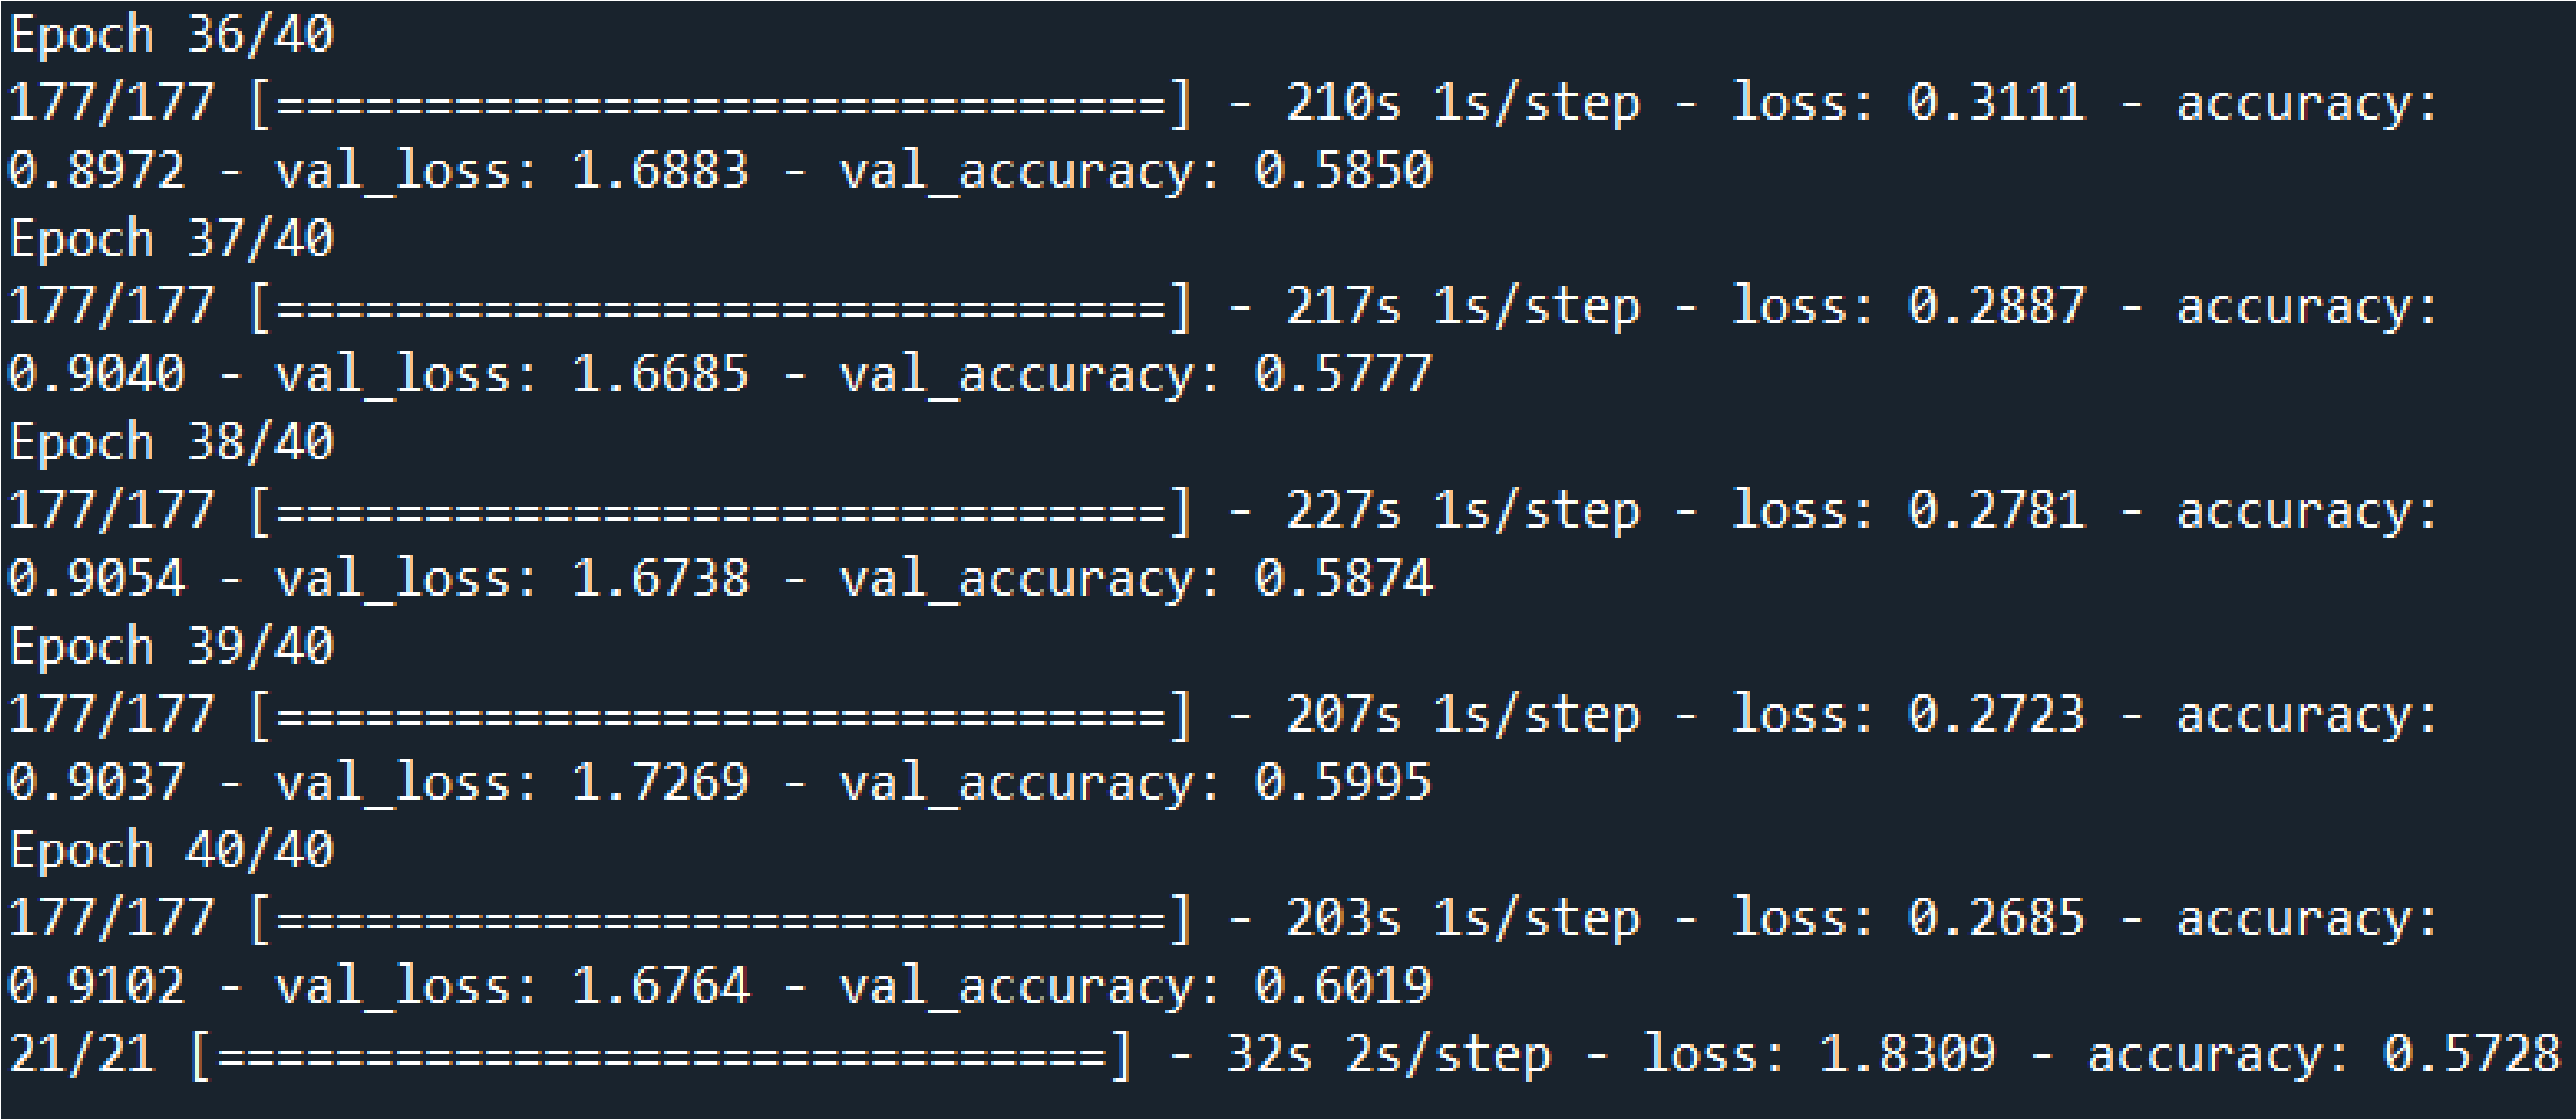 Epoch 36/40
177/177 [==============================] - 210s 1s/step - loss: 0.3111 - accuracy:
0.8972 - val_loss: 1.6883 - val_accuracy: 0.5850
Epoch 37/40
177/177 [==============================] - 217s 1s/step - loss: 0.2887 - accuracy:
0.9040 - val_loss: 1.6685 - val_accuracy: 0.5777
Epoch 38/40
177/177 [==============================] - 227s 1s/step - loss: 0.2781 - accuracy:
0.9054 - val_loss: 1.6738 - val_accuracy: 0.5874
Epoch 39/40
177/177 [==============================] - 207s 1s/step - loss: 0.2723 - accuracy:
0.9037 - val_loss: 1.7269 - val_accuracy: 0.5995
Epoch 40/40
177/177 [==============================] - 203s 1s/step - loss: 0.2685 - accuracy:
0.9102 - val_loss: 1.6764 - val_accuracy: 0.6019
21/21 [==============================] - 32s 2s/step - loss: 1.8309 - accuracy: 0.5728